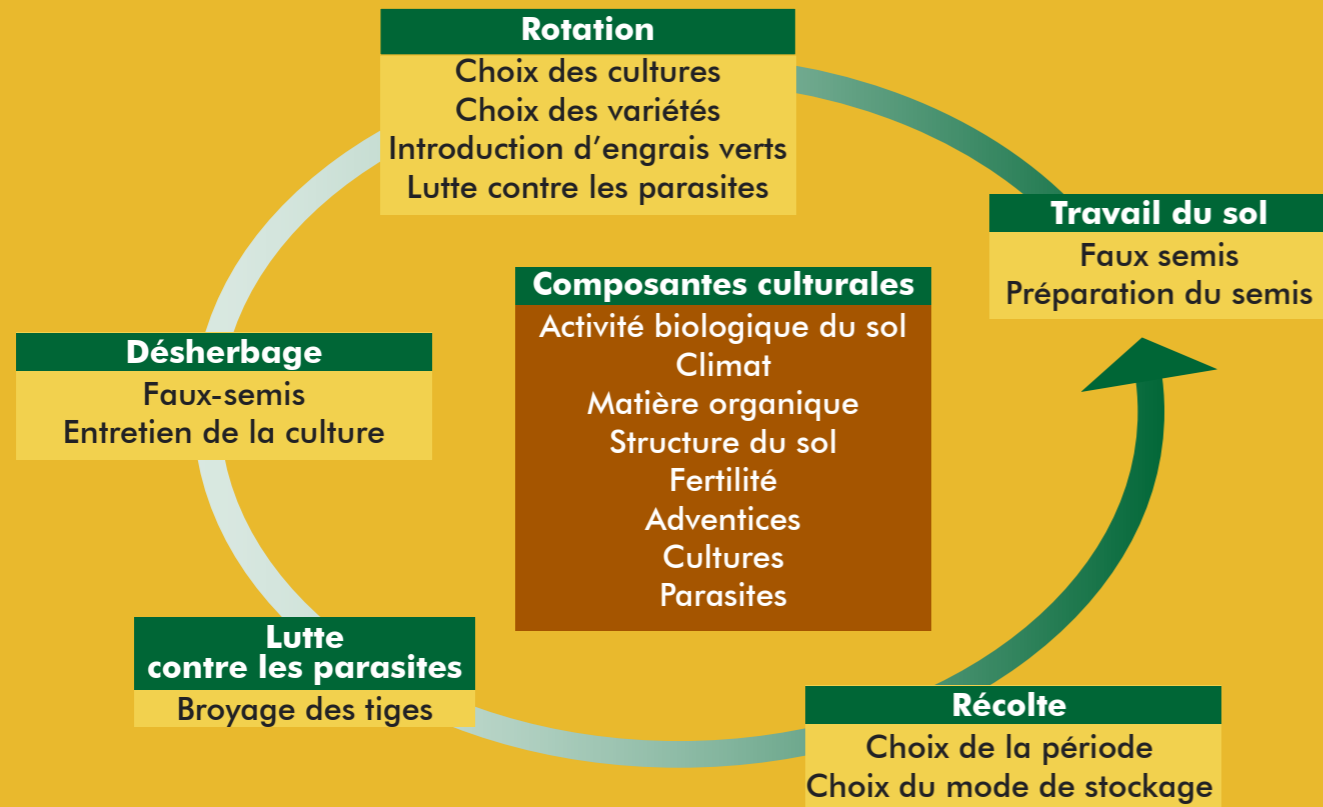 Rotation
Choix des cultures
Choix des variétés
Introduction d'engrais verts
Lutte contre les parasites
Travail du sol
Faux semis
Préparation du semis
Composantes culturales
Activité biologique du sol
Climat
Matière organique
Structure du sol
Fertilité
Adventices
Cultures
Parasites
Désherbage
Faux-semis
Entretien de la culture
Lutte
contre les parasites
Broyage des tiges
Récolte
Choix de la période
Choix du mode de stockage